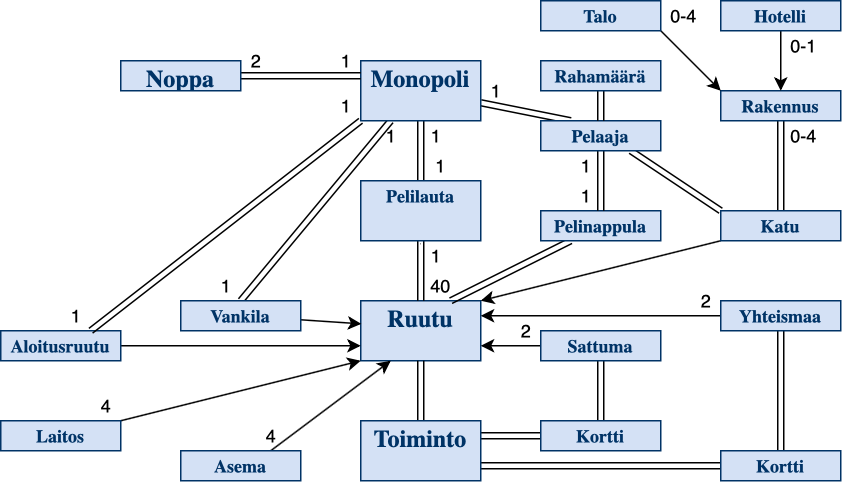 Talo
0-4
Hotelli
0-1
2
1
Noppa
Monopoli
Rahamäärä
1
1
Rakennus
1
1
Pelaaja
0-4
1
1
Pelilauta
1
Pelinappula
Katu
1
1
40
1
Vankila
Ruutu
2
Yhteismaa
Aloitusruutu
2
Sattuma
4
Laitos
4
Toiminto
Kortti
Asema
Kortti